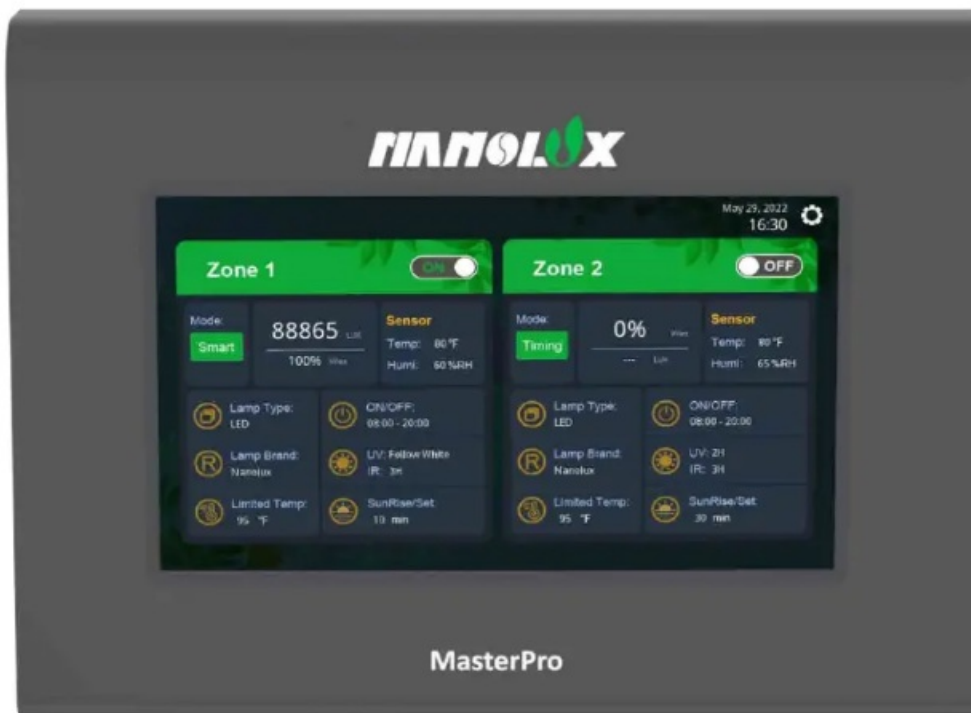 NANOLUX
May 29, 2022
16:30
Zone 1
ON
Mode:
Smart
88865 Lux
100%
Sensor
Temp: 80 °F
Humi: 60 %RH
Lamp Type:
LED
ON/OFF:
08:00 - 20:00
Lamp Brand:
Nanolux
UV: Follow White
IR: 3H
Limited Temp:
95 °F
SunRise/Set
10 min
Zone 2
OFF
Mode:
Timing
0%
--- Lux
Sensor
Temp: 80 °F
Humi: 65 %RH
Lamp Type:
LED
ON/OFF:
08:00 - 20:00
Lamp Brand:
Nanolux
UV: 2H
IR: 3H
Limited Temp:
95 °F
SunRise/Set
30 min
MasterPro